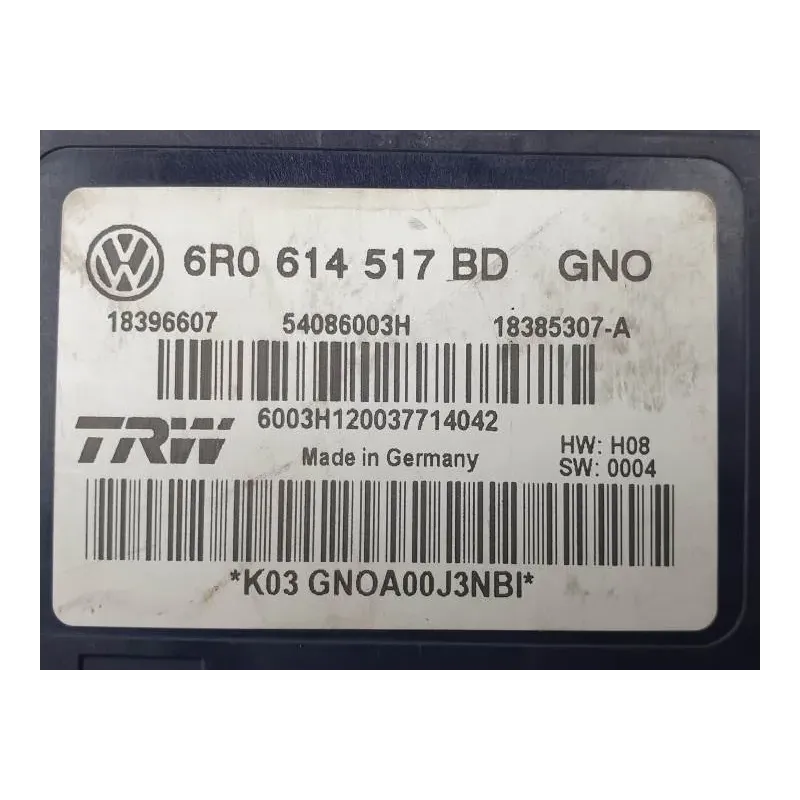 6R0 614 517 BD GNO
18396607 54086003H 18385307-A
6003H120037714042
TRW Made in Germany HW: H08
SW: 0004
*K03 GNOA00J3NBI*